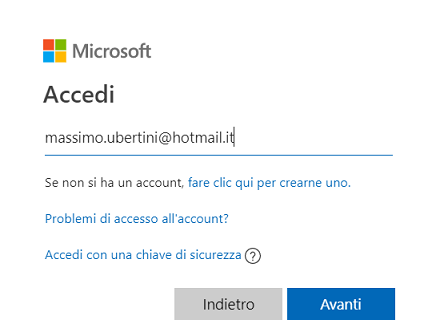 Microsoft
Accedi
massimo.ubertini@hotmail.it
Se non si ha un account, fare clic qui per crearne uno.
Problemi di accesso all'account?
Accedi con una chiave di sicurezza ?
Indietro Avanti